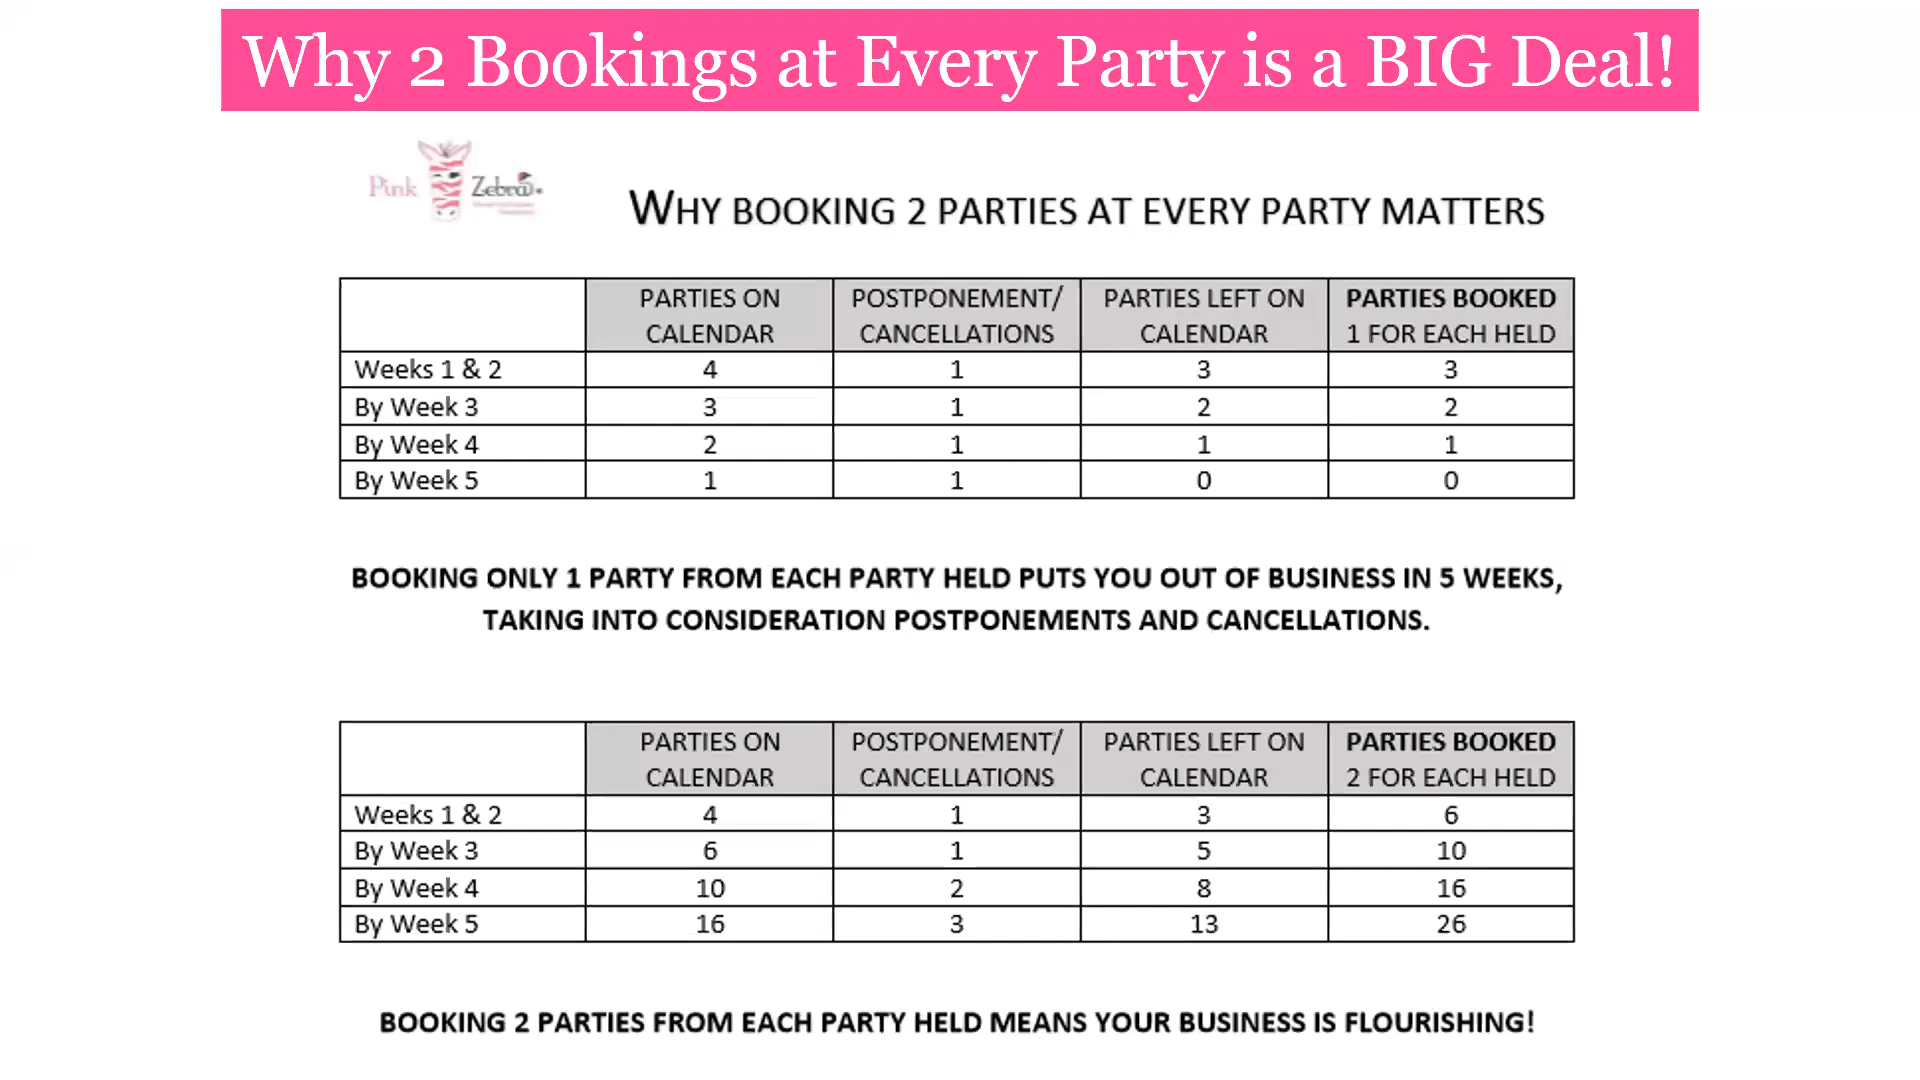 Why 2 Bookings at Every Party is a BIG Deal!
Pink Zebra
WHY BOOKING 2 PARTIES AT EVERY PARTY MATTERS
PARTIES ON CALENDAR POSTPONEMENT/ CANCELLATIONS PARTIES LEFT ON CALENDAR PARTIES BOOKED 1 FOR EACH HELD
Weeks 1 & 2 4 1 3 3
By Week 3 3 1 2 2
By Week 4 2 1 1 1
By Week 5 1 1 0 0
BOOKING ONLY 1 PARTY FROM EACH PARTY HELD PUTS YOU OUT OF BUSINESS IN 5 WEEKS,
TAKING INTO CONSIDERATION POSTPONEMENTS AND CANCELLATIONS.
PARTIES ON CALENDAR POSTPONEMENT/ CANCELLATIONS PARTIES LEFT ON CALENDAR PARTIES BOOKED 2 FOR EACH HELD
Weeks 1 & 2 4 1 3 6
By Week 3 6 1 5 10
By Week 4 10 2 8 16
By Week 5 16 3 13 26
BOOKING 2 PARTIES FROM EACH PARTY HELD MEANS YOUR BUSINESS IS FLOURISHING!